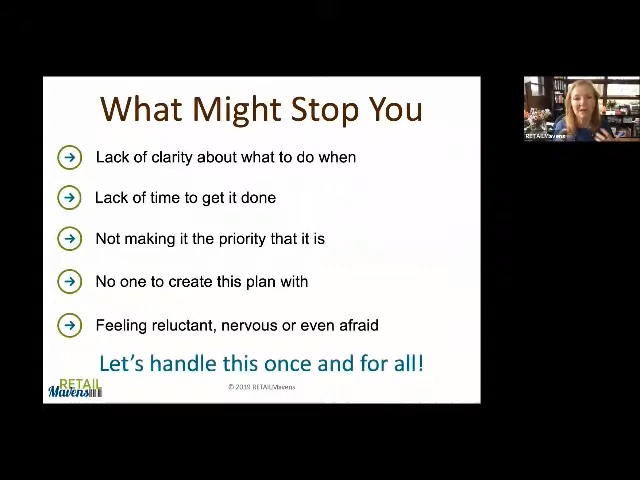 What Might Stop You
Lack of clarity about what to do when
Lack of time to get it done
Not making it the priority that it is
No one to create this plan with
Feeling reluctant, nervous or even afraid
Let's handle this once and for all!
RETAIL
Mavens
© 2019 RETAILMavens
RETAILMavens